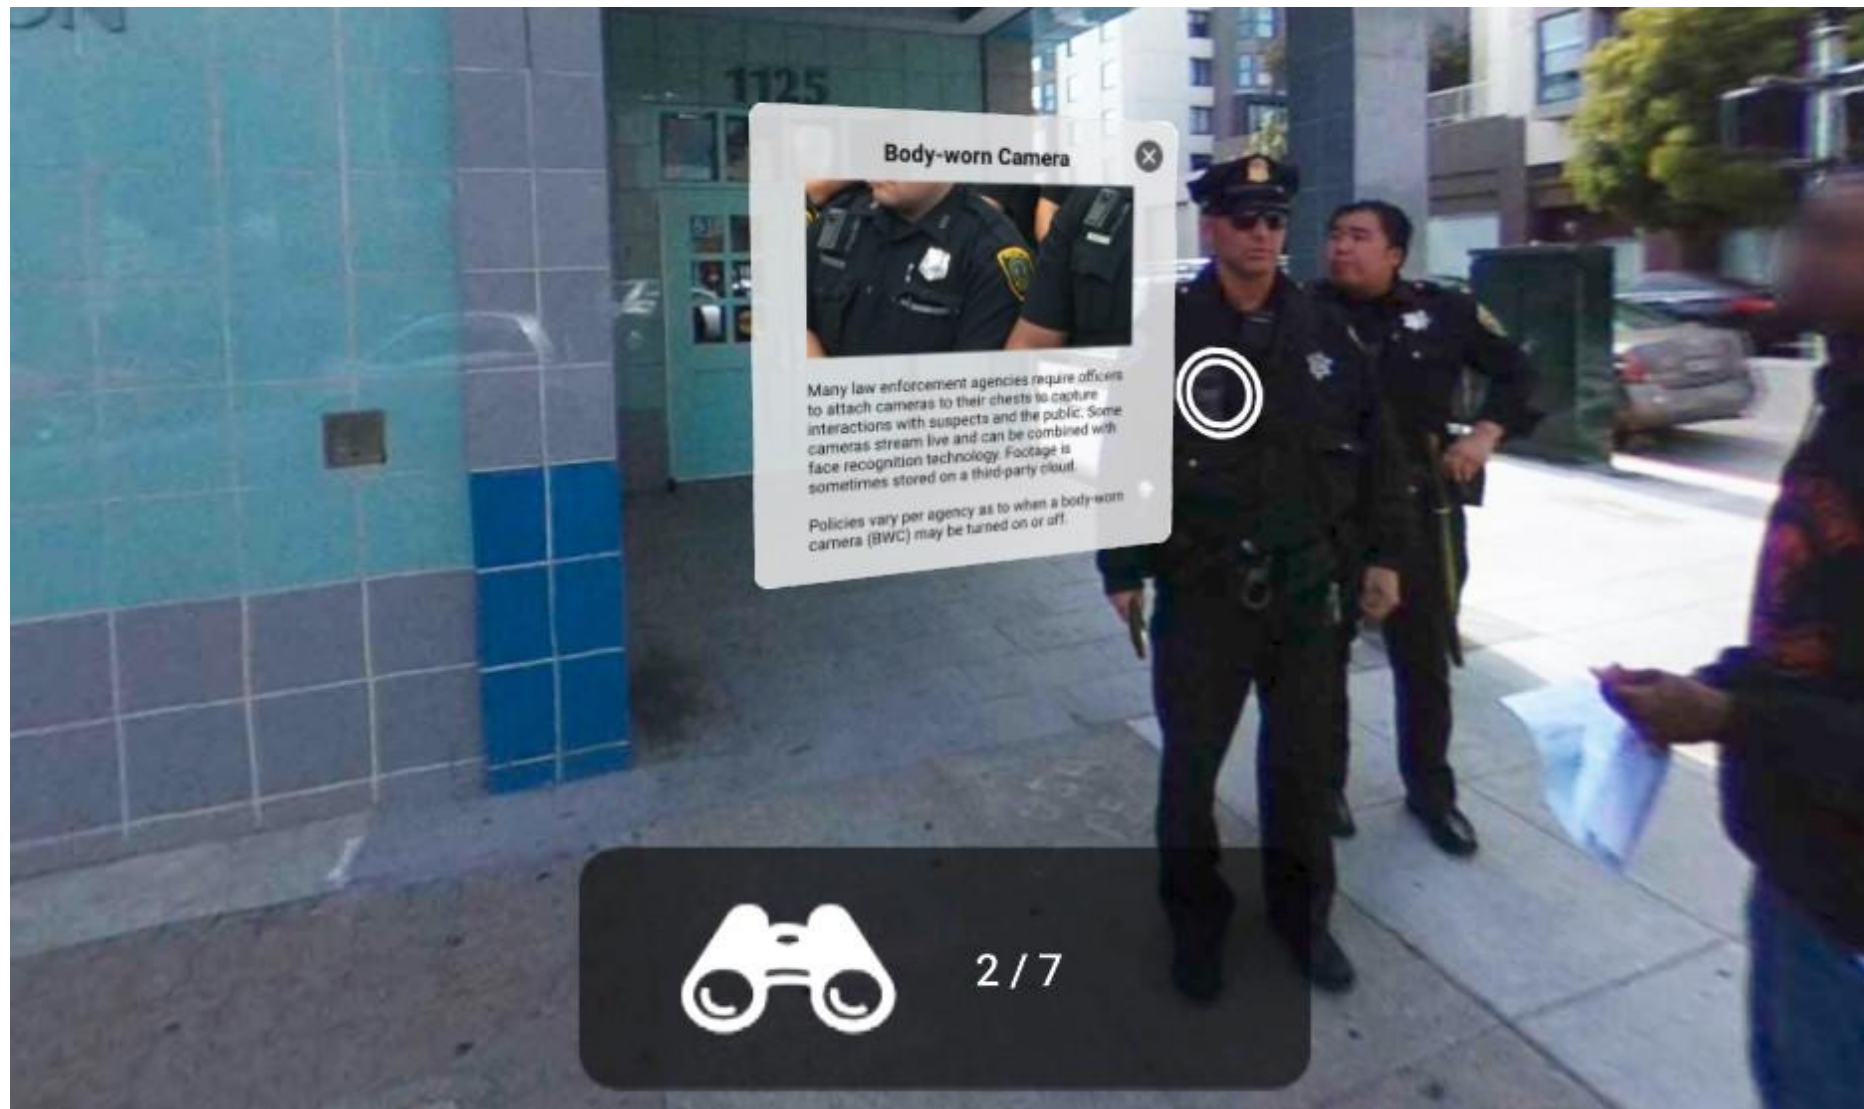 ON
1125
Body-worn Camera
Many law enforcement agencies require officers
to attach cameras to their chests to capture
interactions with suspects and the public. Some
cameras stream live and can be combined with
face recognition technology. Footage is
sometimes stored on a third-party cloud.
Policies vary per agency as to when a body-worn
camera (BWC) may be turned on or off.
2 / 7